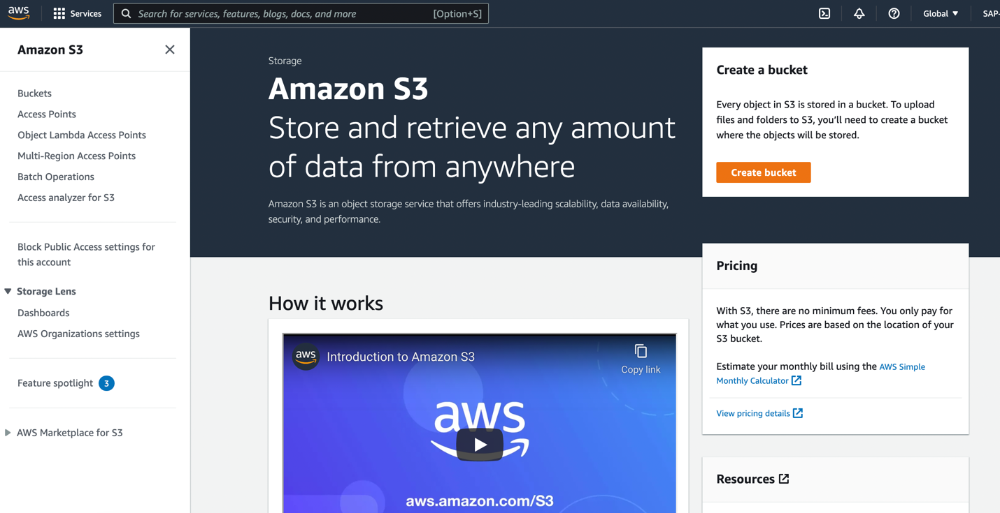 aws
Services
Search for services, features, blogs, docs, and more
[Option+S]
Global
SAP-
Amazon S3
Buckets
Access Points
Object Lambda Access Points
Multi-Region Access Points
Batch Operations
Access analyzer for S3
Block Public Access settings for
this account
Storage Lens
Dashboards
AWS Organizations settings
Feature spotlight 3
AWS Marketplace for S3
Storage
Amazon S3
Store and retrieve any amount
of data from anywhere
Amazon S3 is an object storage service that offers industry-leading scalability, data availability,
security, and performance.
How it works
aws
Introduction to Amazon S3
Copy link
aws
aws.amazon.com/S3
Create a bucket
Every object in S3 is stored in a bucket. To upload
files and folders to S3, you’ll need to create a bucket
where the objects will be stored.
Create bucket
Pricing
With S3, there are no minimum fees. You only pay for
what you use. Prices are based on the location of your
S3 bucket.
Estimate your monthly bill using the AWS Simple
Monthly Calculator
View pricing details
Resources